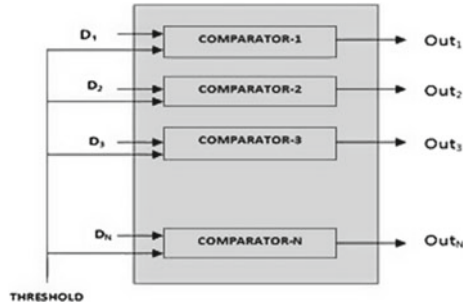 D1 COMPARATOR-1 Out1
D2 COMPARATOR-2 Out2
D3 COMPARATOR-3 Out3
DN COMPARATOR-N OutN
THRESHOLD